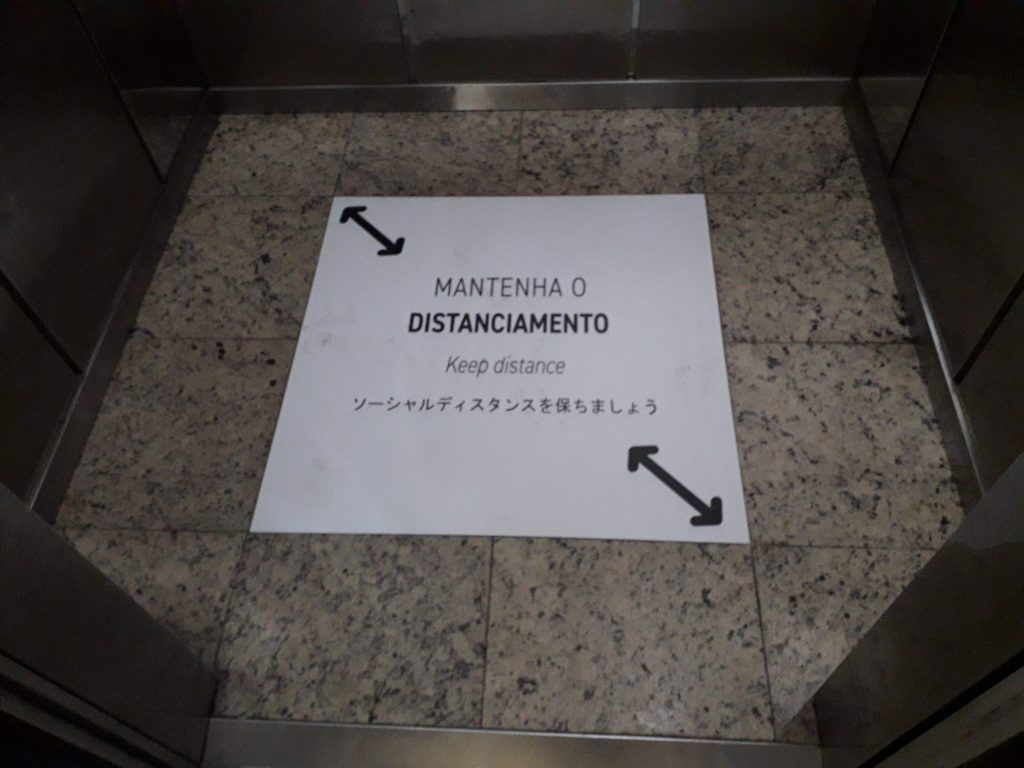 MANTENHA O
DISTANCIAMENTO
Keep distance
ソーシャルディスタンスを保ちましょう